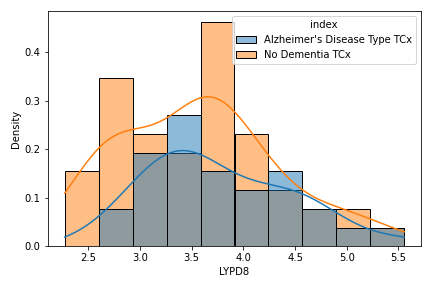 index
Alzheimer's Disease Type TCx
No Dementia TCx
Density
0.4
0.3
0.2
0.1
0.0
2.5 3.0 3.5 4.0 4.5 5.0 5.5
LYPD8